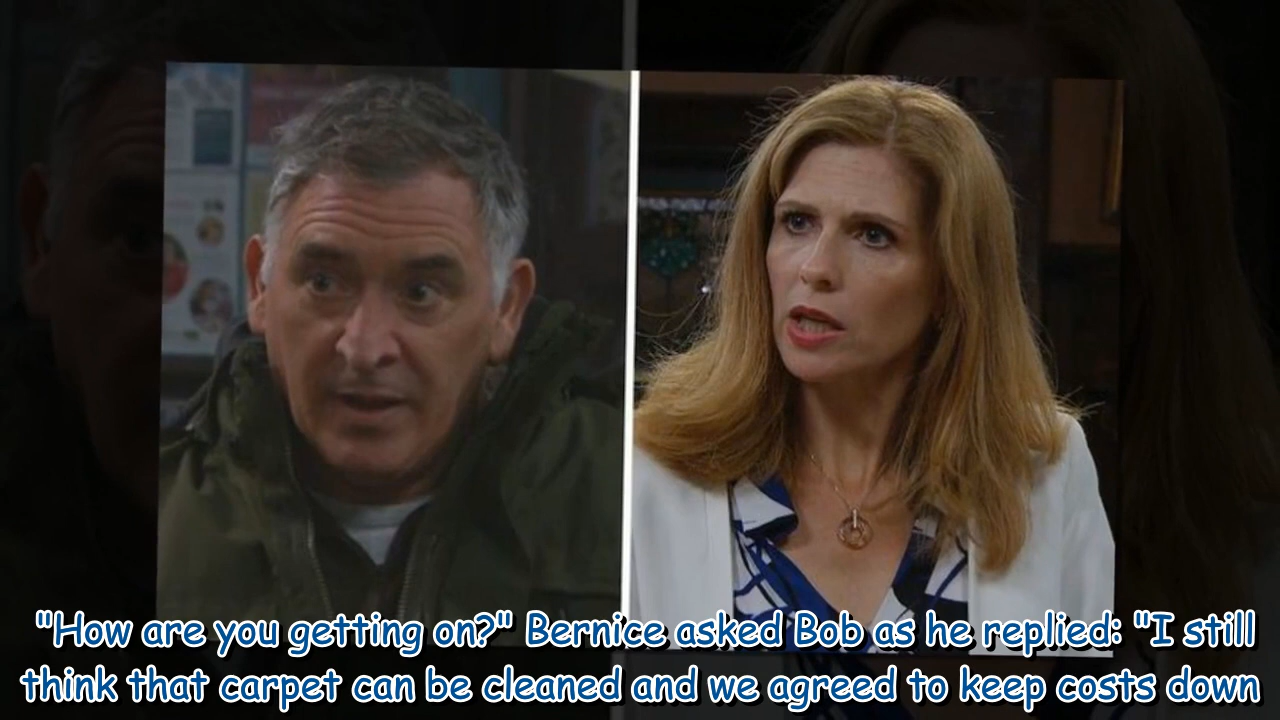 "How are you getting on?" Bernice asked Bob as he replied: "I still
think that carpet can be cleaned and we agreed to keep costs down